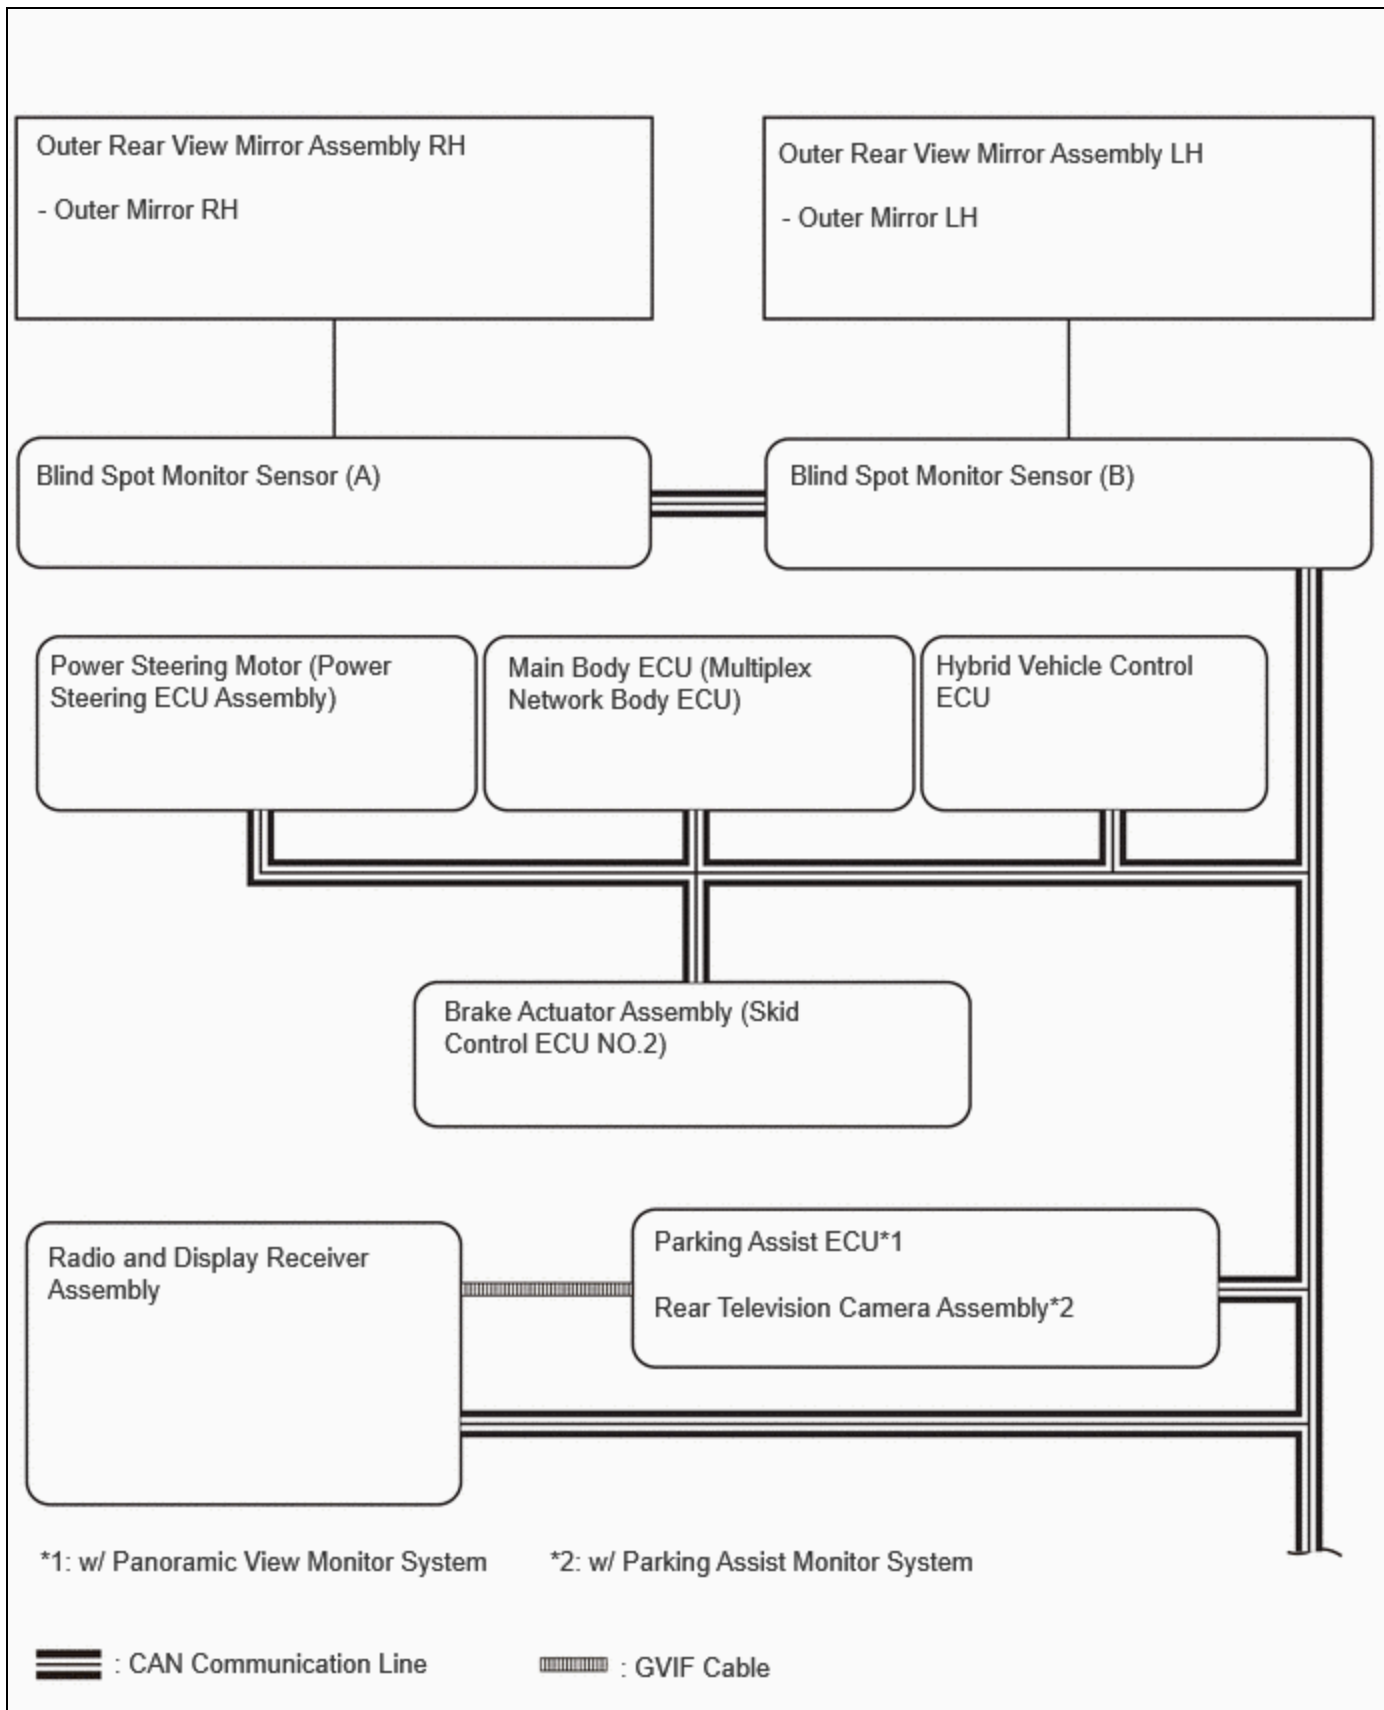 Outer Rear View Mirror Assembly RH
- Outer Mirror RH
Outer Rear View Mirror Assembly LH
- Outer Mirror LH
Blind Spot Monitor Sensor (A)
Blind Spot Monitor Sensor (B)
Power Steering Motor (Power
Steering ECU Assembly)
Main Body ECU (Multiplex
Network Body ECU)
Hybrid Vehicle Control
ECU
Brake Actuator Assembly (Skid
Control ECU NO.2)
Radio and Display Receiver
Assembly
Parking Assist ECU*1
Rear Television Camera Assembly*2
*1: w/ Panoramic View Monitor System
*2: w/ Parking Assist Monitor System
: CAN Communication Line
: GVIF Cable